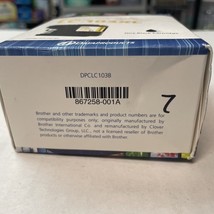 DPCLC103B
867258-001A
7
Brother and other trademarks and product numbers are for
compatibility purposes only; originally manufactured by
Brother International Co. and remanufactured by Clover
Technologies Group, LLC., not a licensed reseller of Brother
products or otherwise affiliated with Brother.